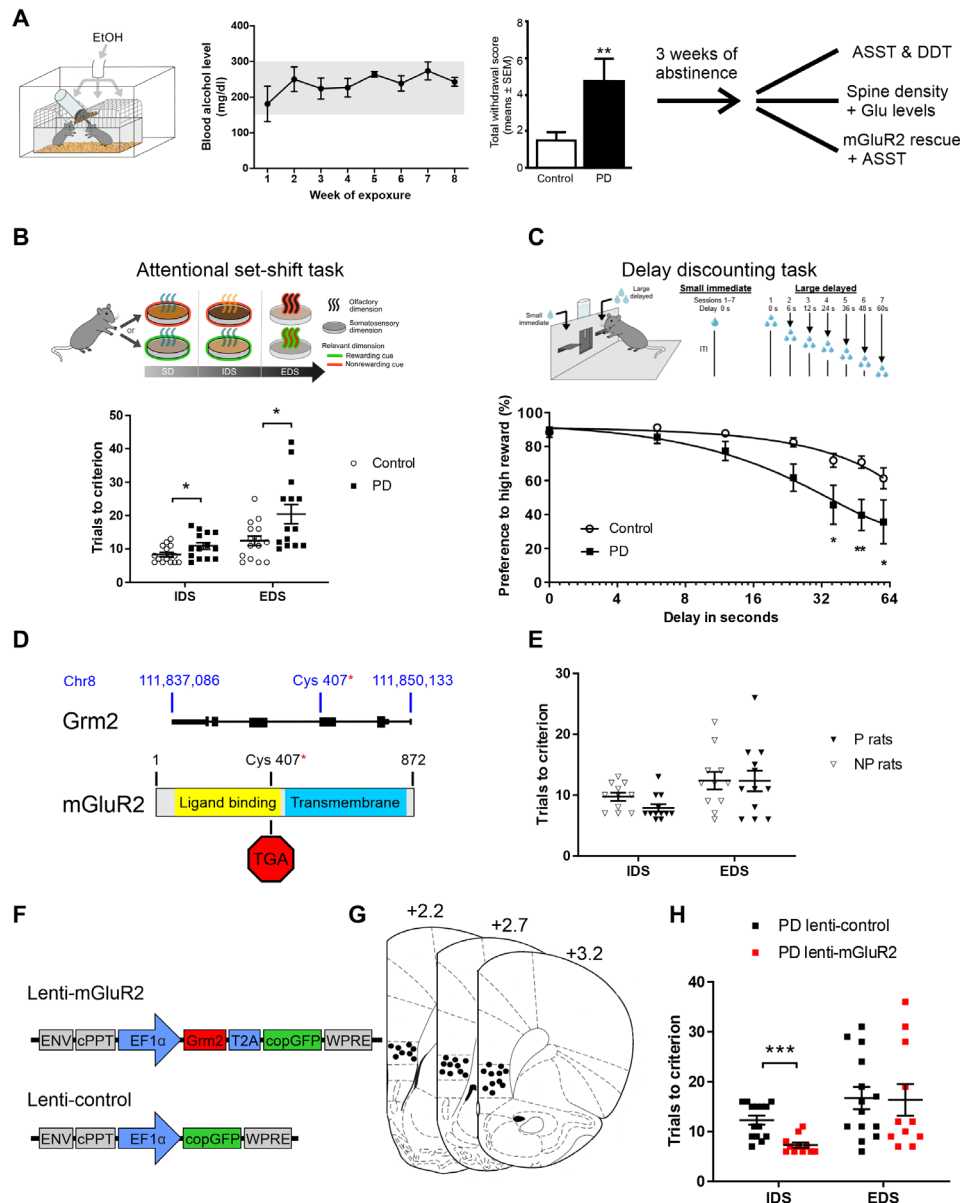 A
EtOH
Blood alcohol level
(mg/dl)
400
300
200
100
0
1 2 3 4 5 6 7 8
Week of expoxure
Total withdrawal score
(means ± SEM)
8
6
4
2
0
**
Control PD
3 weeks of
abstinence
ASST & DDT
Spine density
+ Glu levels
mGluR2 rescue
+ ASST
B
Attentional set-shift task
or
SD IDS EDS
Olfactory
dimension
Somatosensory
dimension
Relevant dimension
Rewarding cue
Nonrewarding cue
Trials to criterion
50
40
30
20
10
0
*
*
Control
PD
IDS EDS
C
Delay discounting task
Small
immediate
Large
delayed
Small immediate
Sessions 1–7
Delay 0 s
ITI
Large delayed
1 2 3 4 5 6 7
0s 6 s 12 s 24 s 36s 48 s 60s
Preference to high reward (%)
100
80
60
40
20
0
Control
PD
*
**
*
0 4 8 16 32 64
Delay in seconds
D
Chr8
111,837,086
Cys 407*
111,850,133
Grm2
1
Cys 407*
872
mGluR2
Ligand binding
Transmembrane
TGA
E
Trials to criterion
30
20
10
0
P rats
NP rats
IDS EDS
F
Lenti-mGluR2
ENV cPPT EF1α Grm2 T2A copGFP WPRE
Lenti-control
ENV cPPT EF1α copGFP WPRE
G
+2.2
+2.7
+3.2
H
PD lenti-control
PD lenti-mGluR2
Trials to criterion
40
30
20
10
0
***
IDS EDS